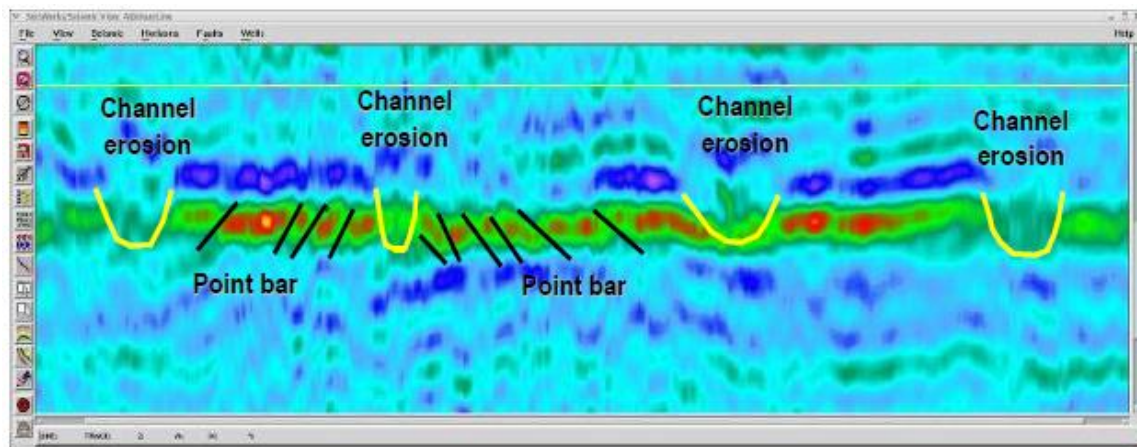 File View Seismic Horizons Faults Wells Help
Channel
erosion
Channel
erosion
Channel
erosion
Channel
erosion
Point bar
Point bar